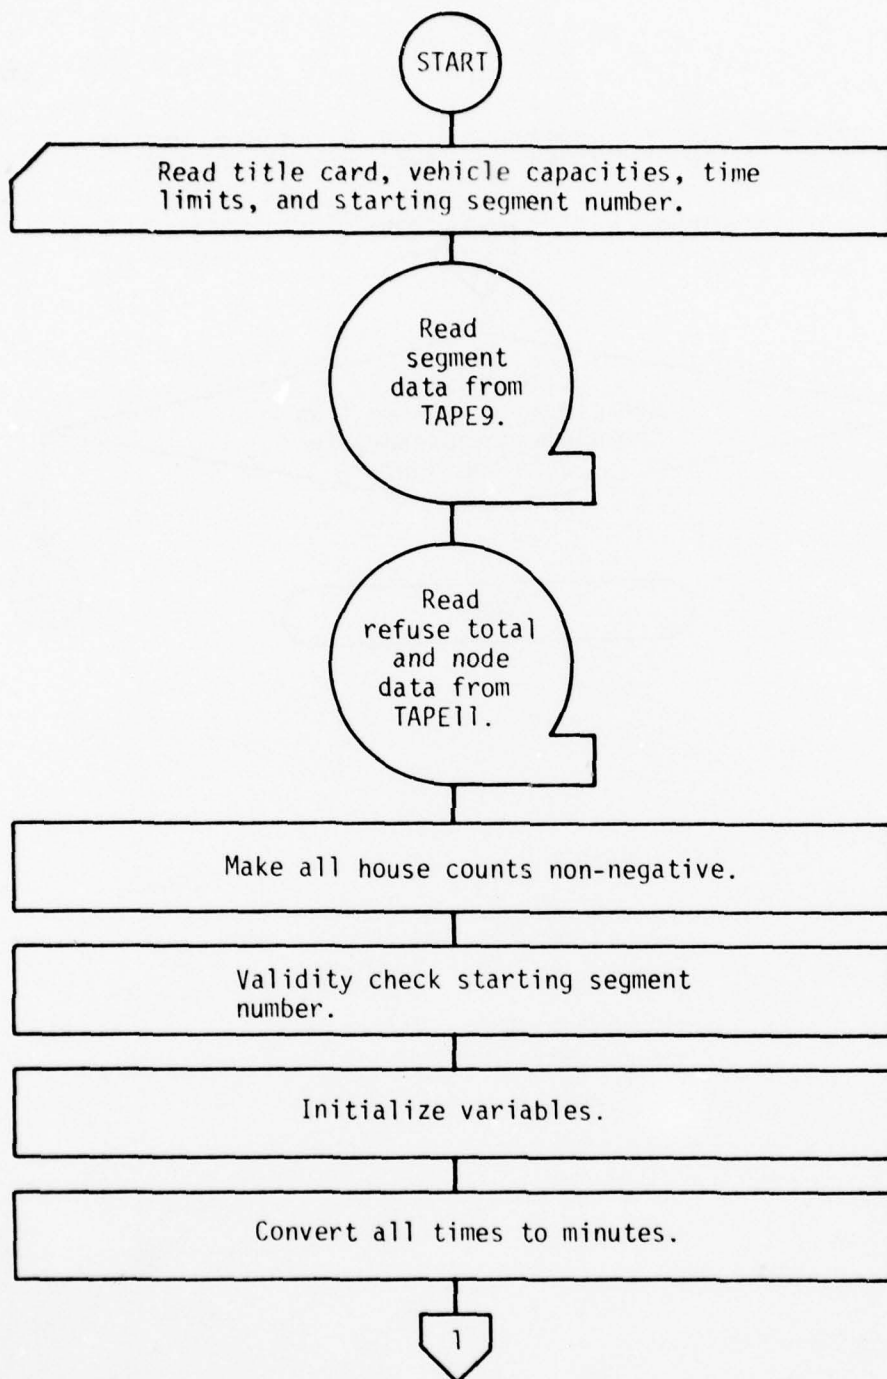 START
Read title card, vehicle capacities, time
limits, and starting segment number.
Read
segment
data from
TAPE9.
Read
refuse total
and node
data from
TAPE11.
Make all house counts non-negative.
Validity check starting segment
number.
Initialize variables.
Convert all times to minutes.
1